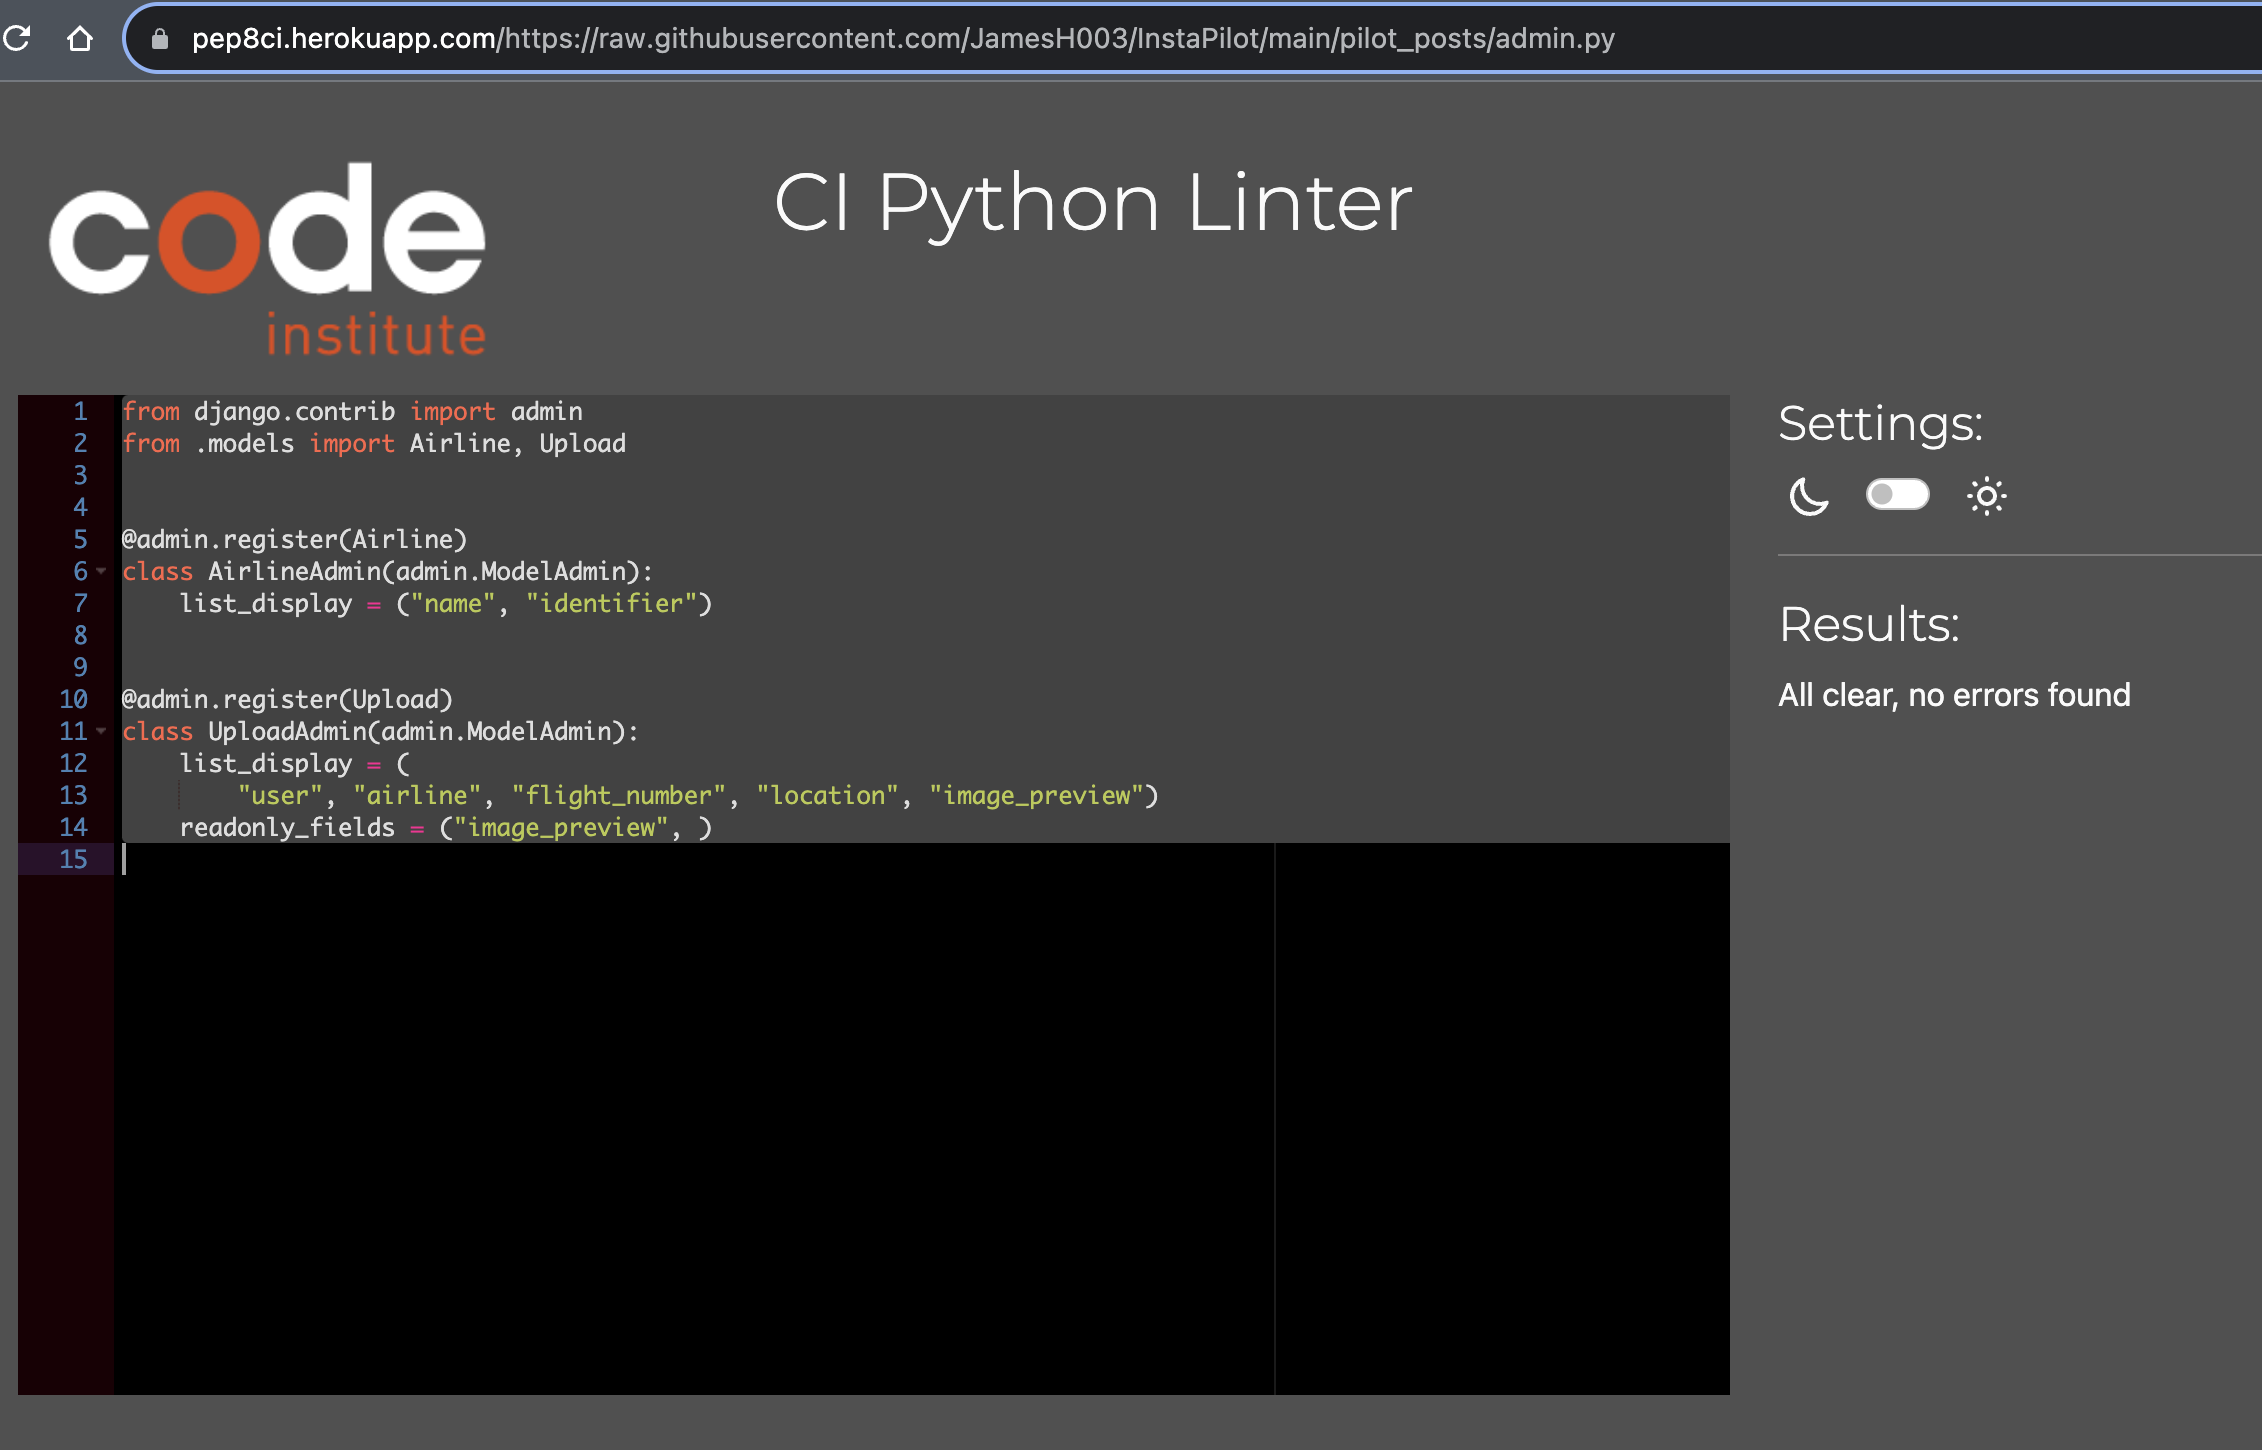 pep8ci.herokuapp.com/https://raw.githubusercontent.com/JamesH003/InstaPilot/main/pilot_posts/admin.py
code
institute
CI Python Linter
1 from django.contrib import admin
2 from .models import Airline, Upload
3
4
5 @admin.register(Airline)
6 class AirlineAdmin(admin.ModelAdmin):
7     list_display = ("name", "identifier")
8
9
10 @admin.register(Upload)
11 class UploadAdmin(admin.ModelAdmin):
12     list_display = (
13         "user", "airline", "flight_number", "location", "image_preview")
14     readonly_fields = ("image_preview", )
15
Settings:
Results:
All clear, no errors found